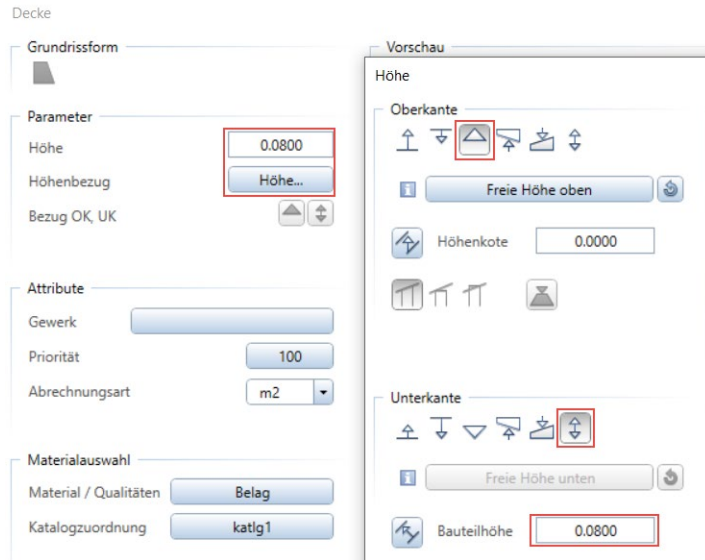 Decke
Grundrissform
Parameter
Höhe 0.0800
Höhenbezug Höhe...
Bezug OK, UK
Attribute
Gewerk
Priorität 100
Abrechnungsart m2
Materialauswahl
Material / Qualitäten Belag
Katalogzuordnung katlg1
Vorschau
Höhe
Oberkante
Freie Höhe oben
Höhenkote 0.0000
Unterkante
Freie Höhe unten
Bauteilhöhe 0.0800